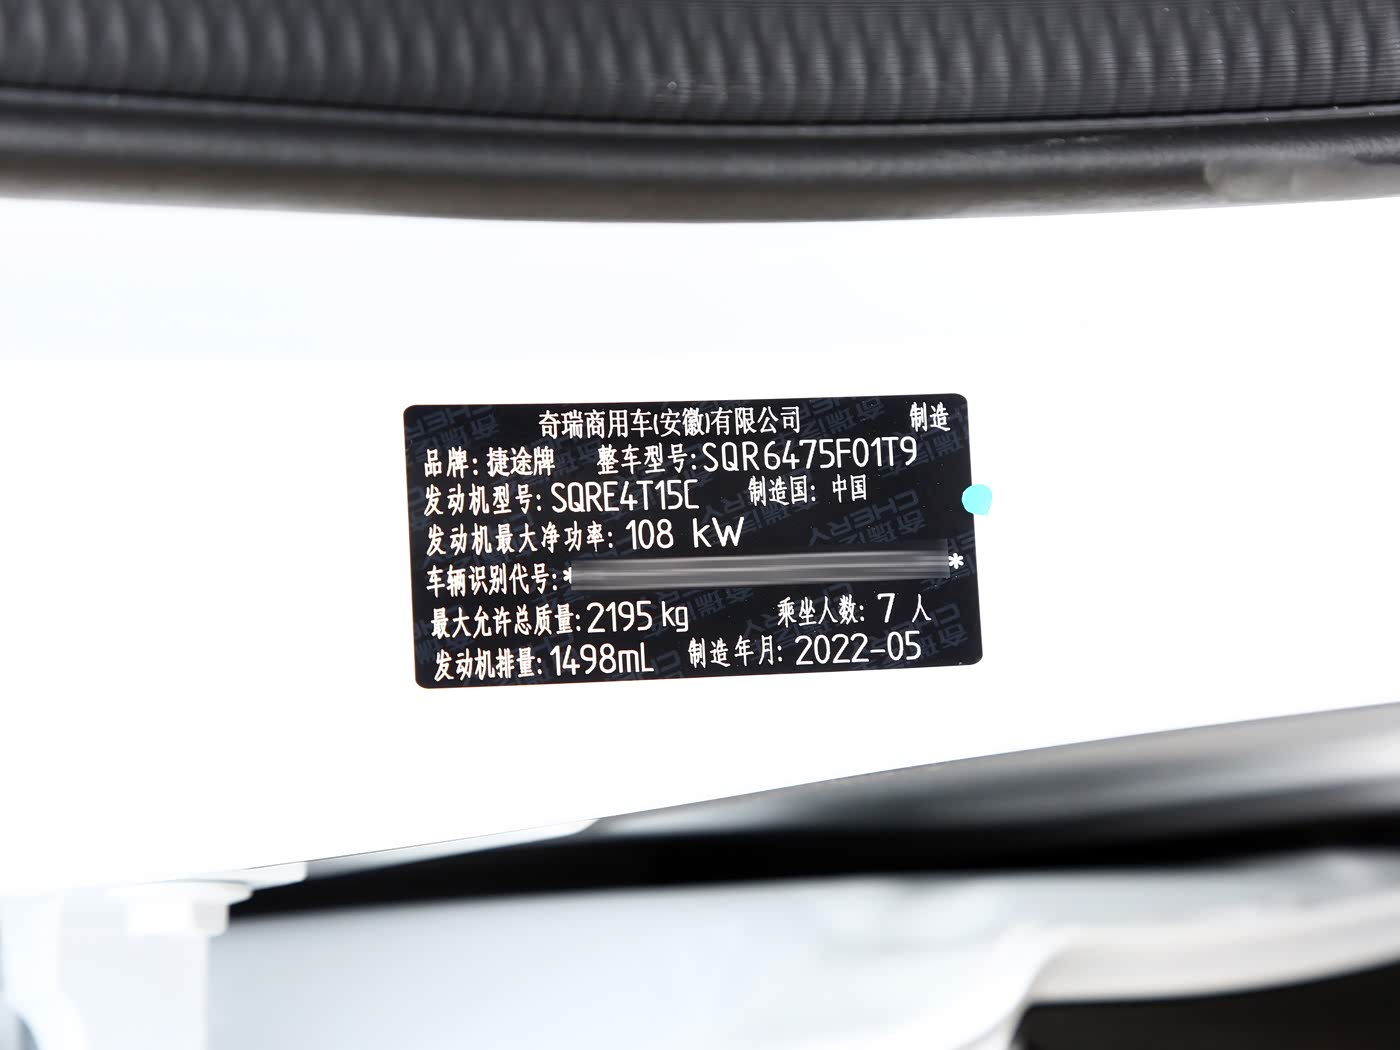 奇瑞商用车(安徽)有限公司 制造
品牌: 捷途牌 整车型号: SQR6475F01T9
发动机型号: SQRE4T15C 制造国: 中国
发动机最大净功率: 108 kW
车辆识别代号: * *
最大允许总质量: 2195 kg 乘坐人数: 7 人
发动机排量: 1498mL 制造年月: 2022-05